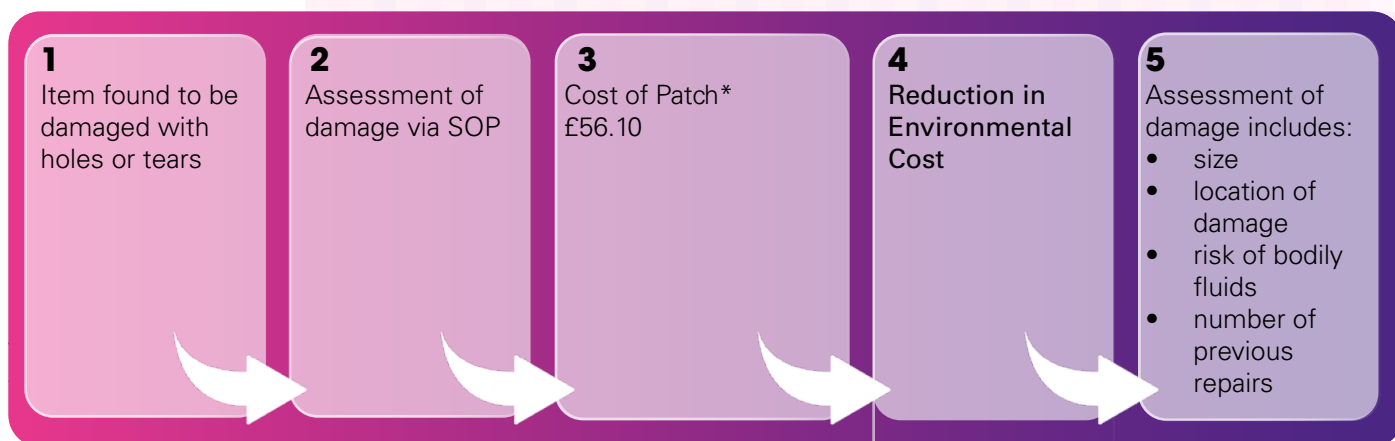 1
Item found to be
damaged with
holes or tears
2
Assessment of
damage via SOP
3
Cost of Patch*
£56.10
4
Reduction in
Environmental
Cost
5
Assessment of
damage includes:
• size
• location of
damage
• risk of bodily
fluids
• number of
previous
repairs